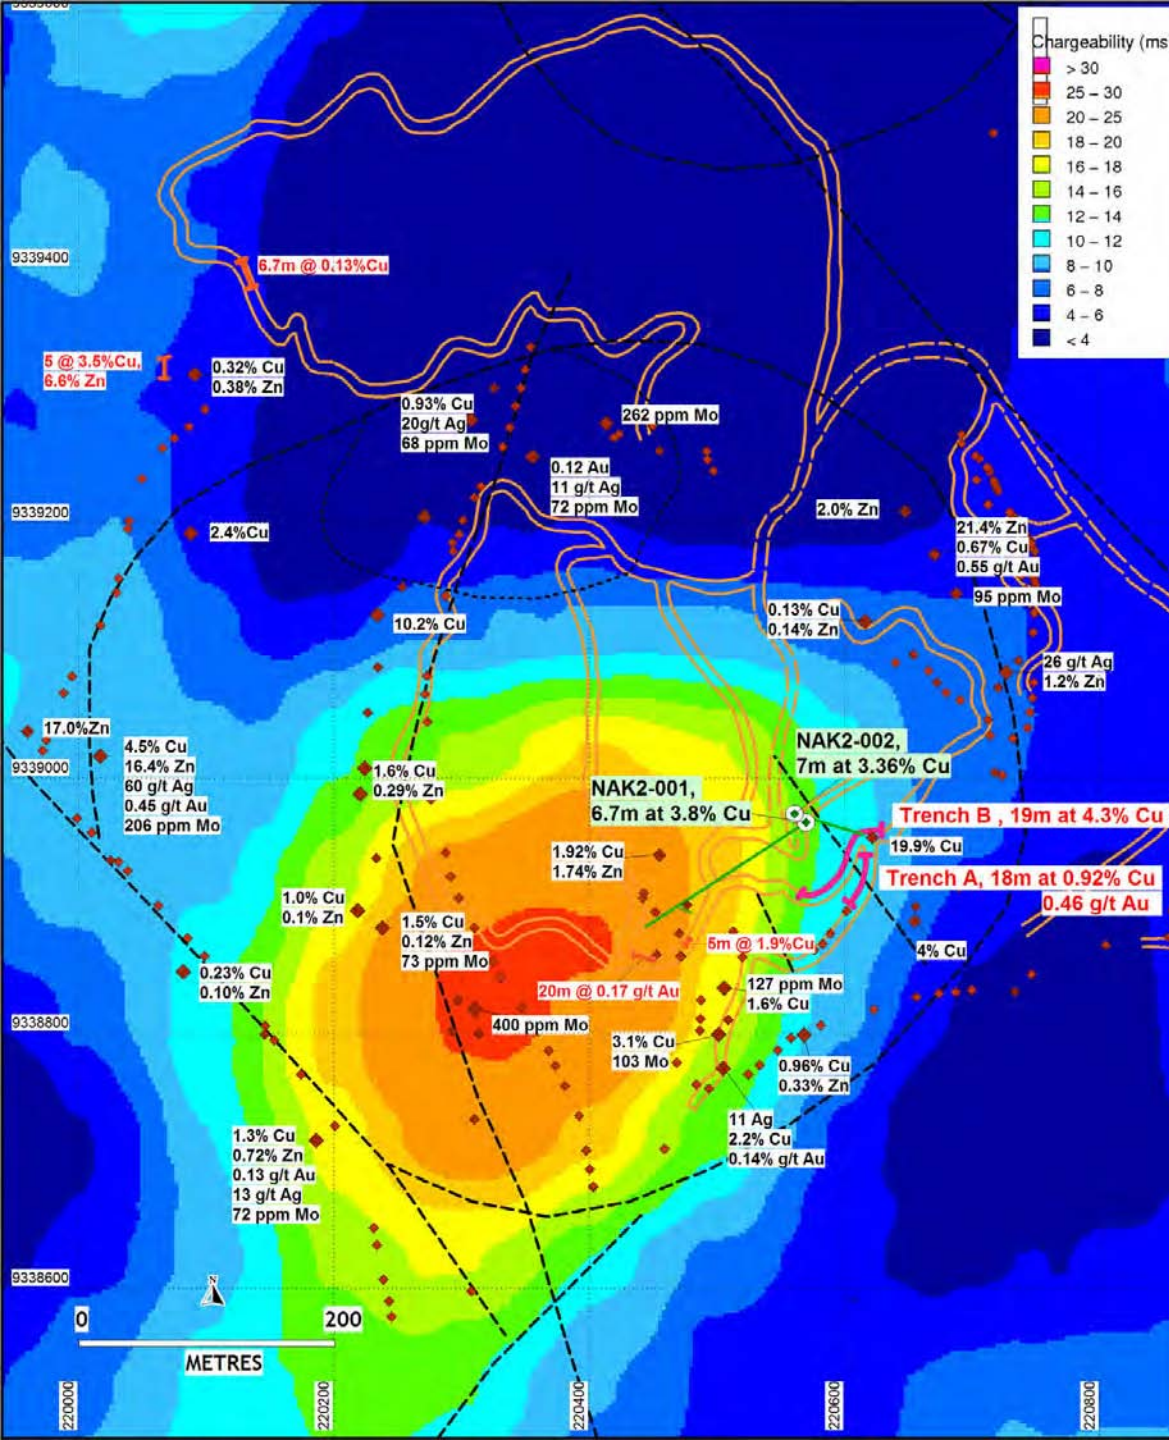 Chargeability (ms
> 30
25 – 30
20 – 25
18 – 20
16 – 18
14 – 16
12 – 14
10 – 12
8 – 10
6 – 8
4 – 6
< 4
9339400
6.7m @ 0.13%Cu
5 @ 3.5%Cu,
6.6% Zn
0.32% Cu
0.38% Zn
0.93% Cu
20g/t Ag
68 ppm Mo
262 ppm Mo
0.12 Au
11 g/t Ag
72 ppm Mo
9339200
2.4%Cu
2.0% Zn
21.4% Zn
0.67% Cu
0.55 g/t Au
95 ppm Mo
10.2% Cu
0.13% Cu
0.14% Zn
26 g/t Ag
1.2% Zn
17.0%Zn
4.5% Cu
16.4% Zn
60 g/t Ag
0.45 g/t Au
206 ppm Mo
9339000
1.6% Cu
0.29% Zn
NAK2-002,
7m at 3.36% Cu
NAK2-001,
6.7m at 3.8% Cu
Trench B , 19m at 4.3% Cu
19.9% Cu
Trench A, 18m at 0.92% Cu
0.46 g/t Au
1.92% Cu
1.74% Zn
1.0% Cu
0.1% Zn
1.5% Cu
0.12% Zn
73 ppm Mo
5m @ 1.9%Cu
4% Cu
0.23% Cu
0.10% Zn
20m @ 0.17 g/t Au
127 ppm Mo
1.6% Cu
9338800
400 ppm Mo
3.1% Cu
103 Mo
0.96% Cu
0.33% Zn
11 Ag
2.2% Cu
0.14% g/t Au
1.3% Cu
0.72% Zn
0.13 g/t Au
13 g/t Ag
72 ppm Mo
9338600
N
0
200
METRES
220000
220200
220400
220600
220800